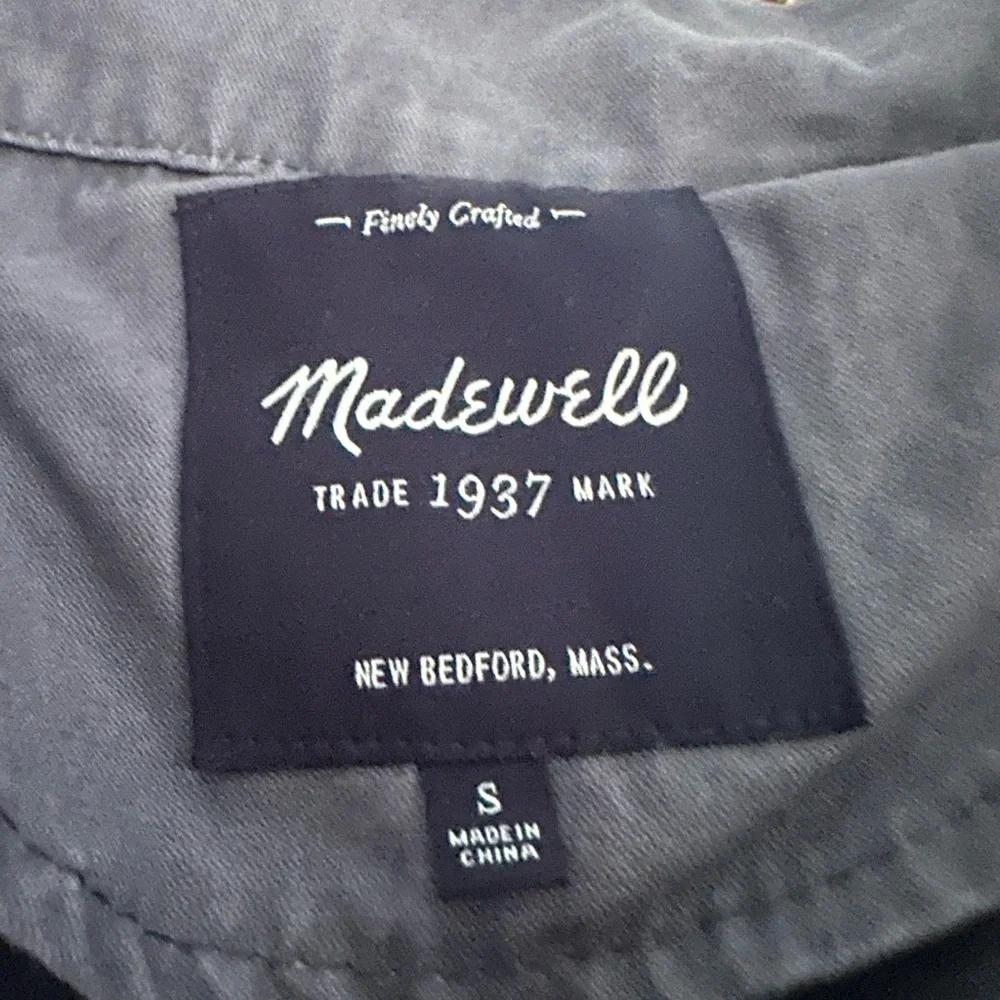 Finely Crafted
Madewell
TRADE 1937 MARK
NEW BEDFORD, MASS.
S
MADE IN
CHINA